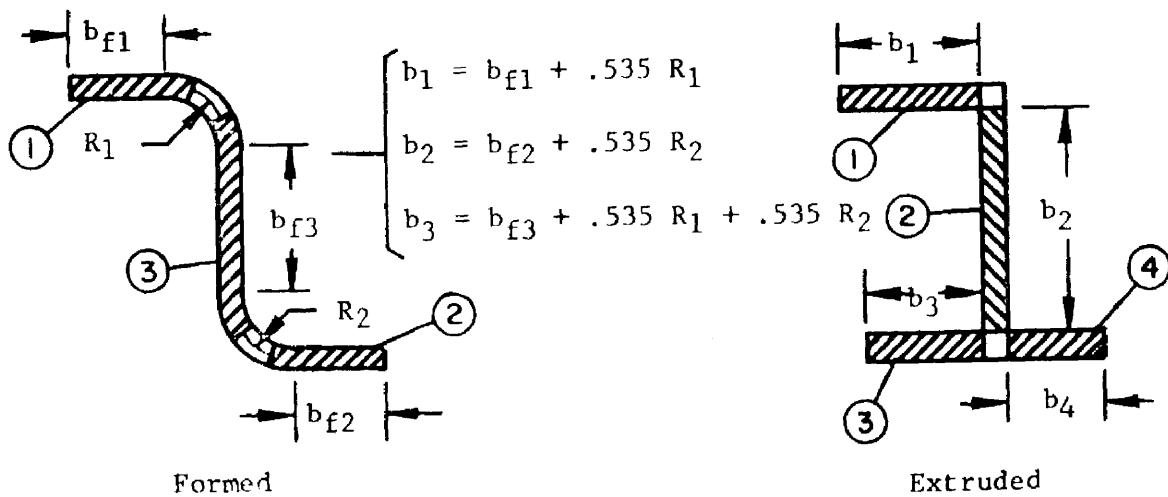 b_f1
b_1 = b_f1 + .535 R_1
b_2 = b_f2 + .535 R_2
b_3 = b_f3 + .535 R_1 + .535 R_2
1
R_1
b_f3
3
R_2
2
b_f2
Formed
b_1
1
b_2
2
4
b_3
3
b_4
Extruded